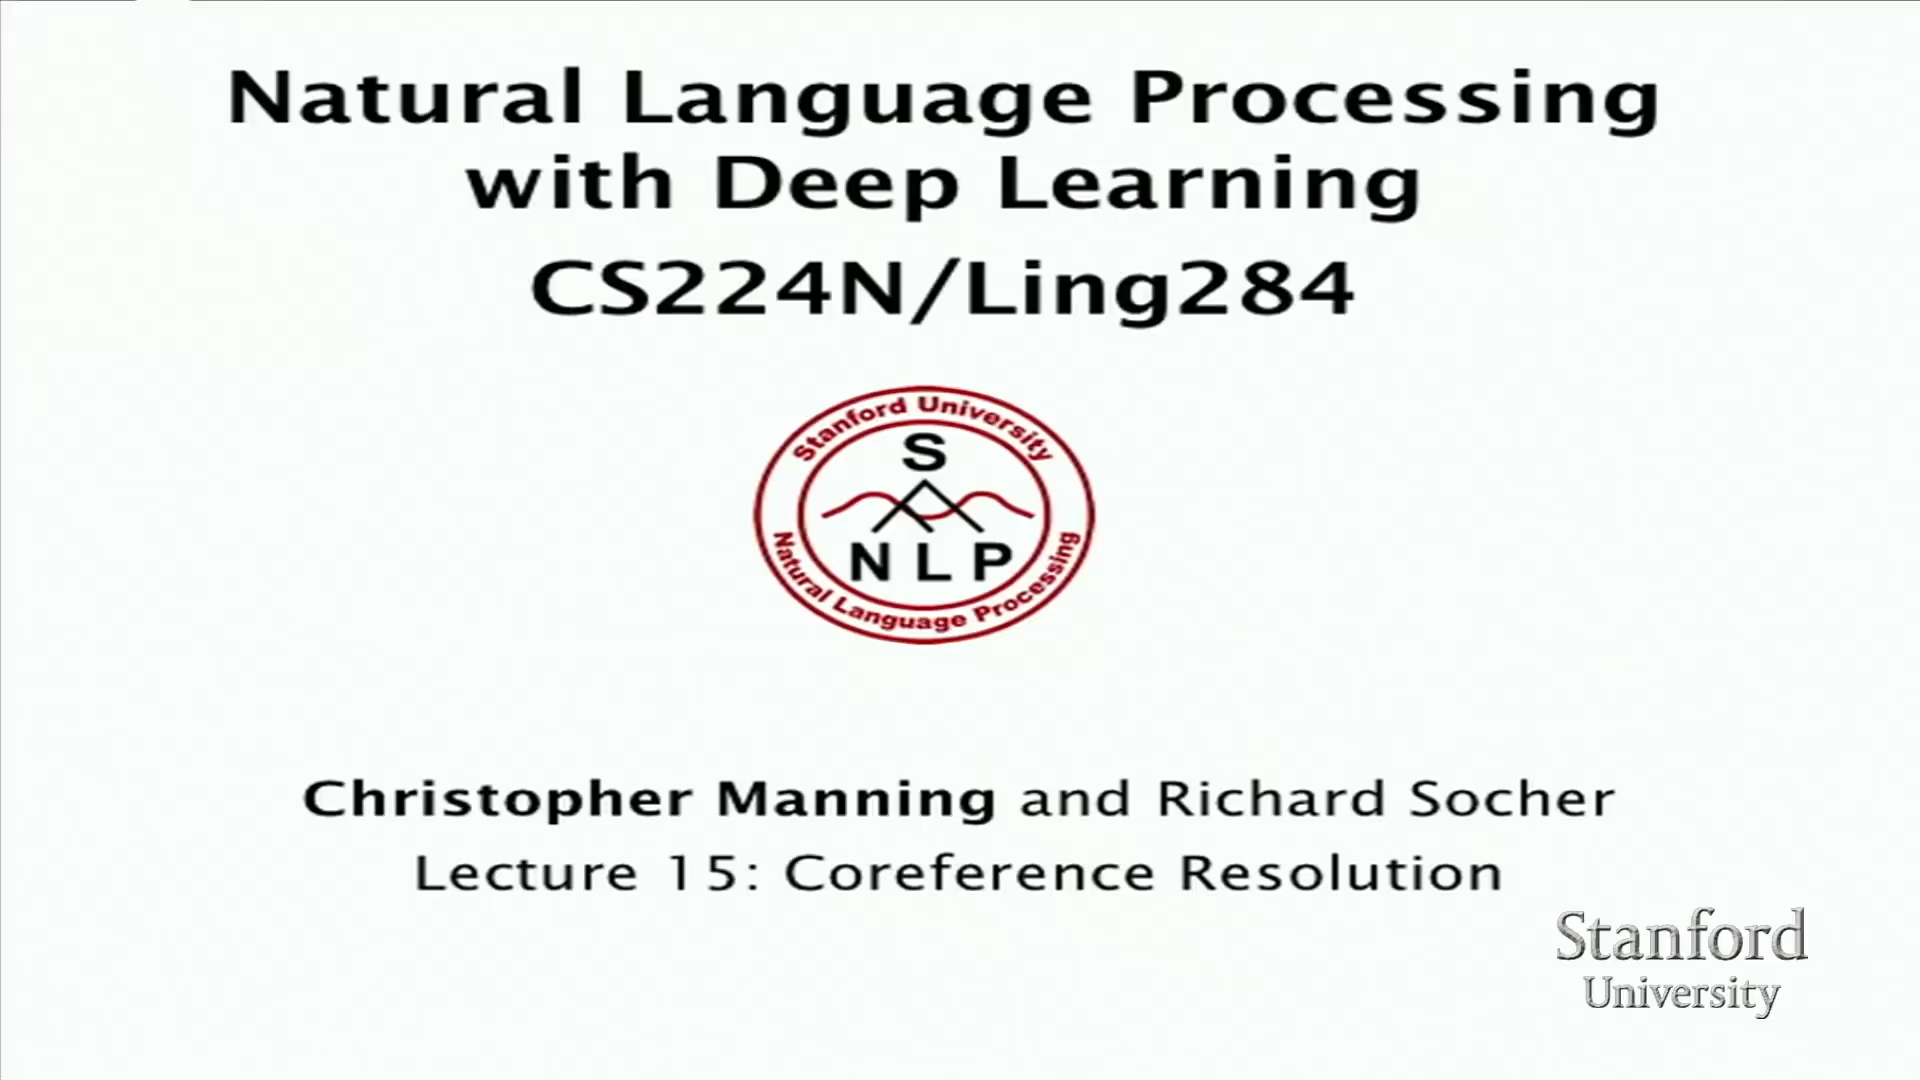 Natural Language Processing
with Deep Learning
CS224N/Ling284
Stanford University
S
N L P
Natural Language Processing
Christopher Manning and Richard Socher
Lecture 15: Coreference Resolution
Stanford
University